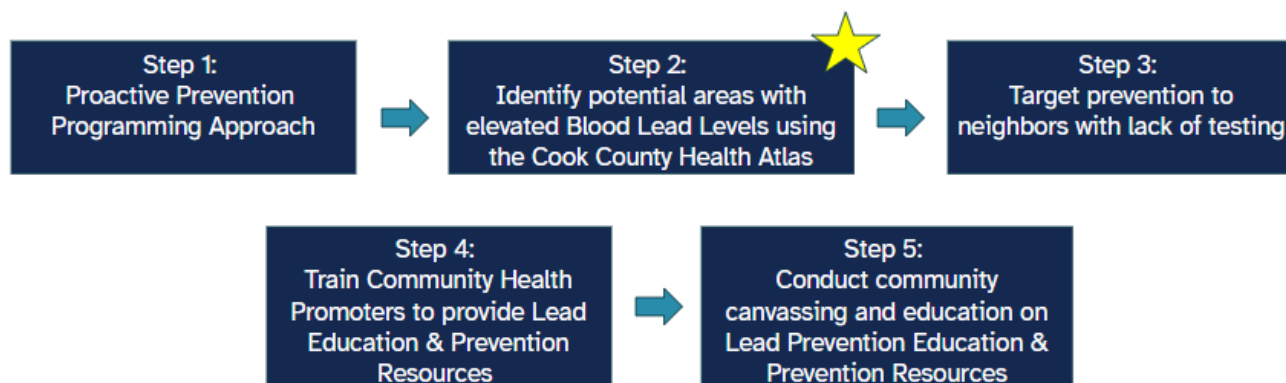 Step 1:
Proactive Prevention
Programming Approach
Step 2:
Identify potential areas with
elevated Blood Lead Levels using
the Cook County Health Atlas
Step 3:
Target prevention to
neighbors with lack of testing
Step 4:
Train Community Health
Promoters to provide Lead
Education & Prevention
Resources
Step 5:
Conduct community
canvassing and education on
Lead Prevention Education &
Prevention Resources